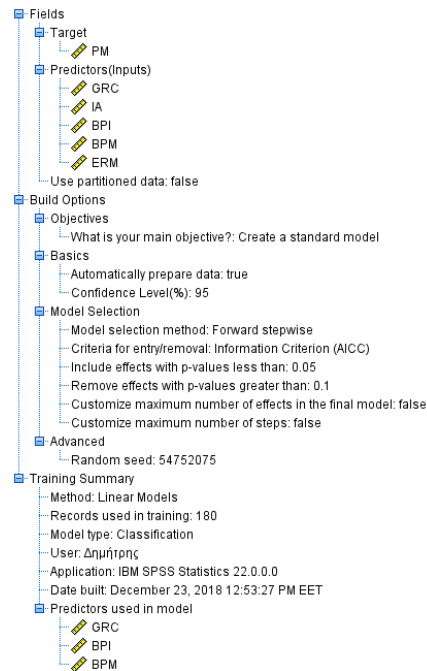 Fields
Target
PM
Predictors(Inputs)
GRC
IA
BPI
BPM
ERM
Use partitioned data: false
Build Options
Objectives
What is your main objective?: Create a standard model
Basics
Automatically prepare data: true
Confidence Level(%): 95
Model Selection
Model selection method: Forward stepwise
Criteria for entry/removal: Information Criterion (AICC)
Include effects with p-values less than: 0.05
Remove effects with p-values greater than: 0.1
Customize maximum number of effects in the final model: false
Customize maximum number of steps: false
Advanced
Random seed: 54752075
Training Summary
Method: Linear Models
Records used in training: 180
Model type: Classification
User: Δημήτρης
Application: IBM SPSS Statistics 22.0.0.0
Date built: December 23, 2018 12:53:27 PM EET
Predictors used in model
GRC
BPI
BPM